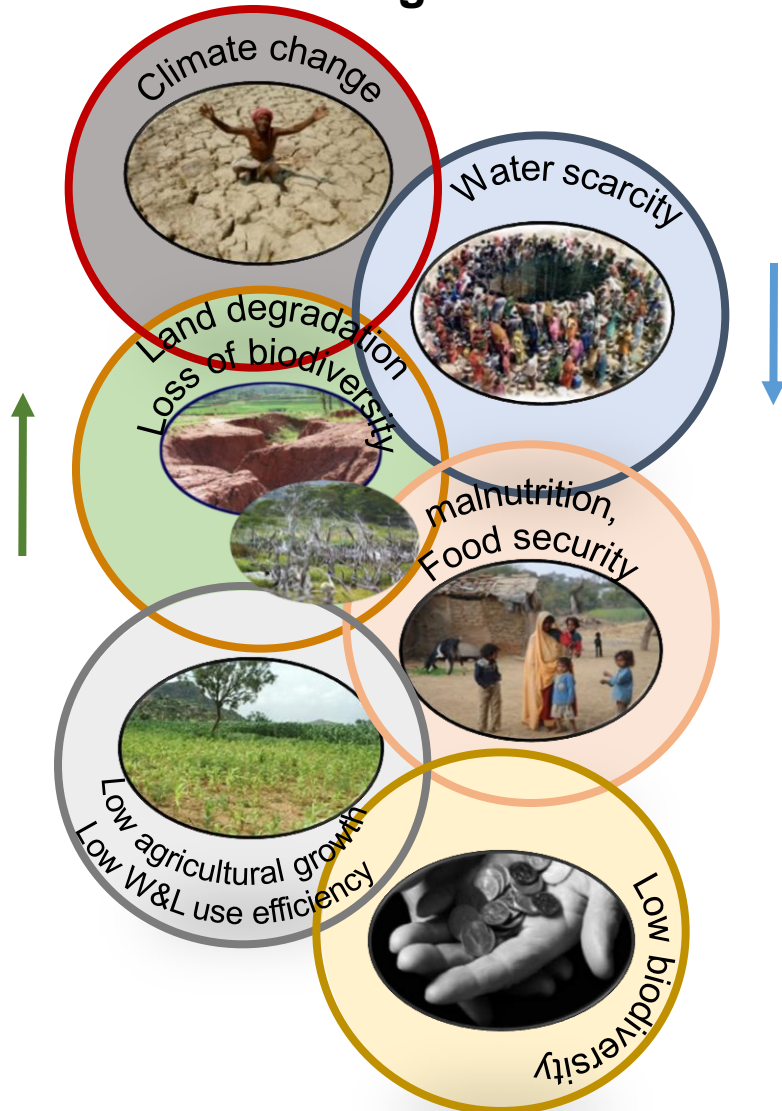 Climate change
Water scarcity
Land degradation
Loss of biodiversity
malnutrition,
Food security
Low agricultural growth
Low W&L use efficiency
Low biodiversity